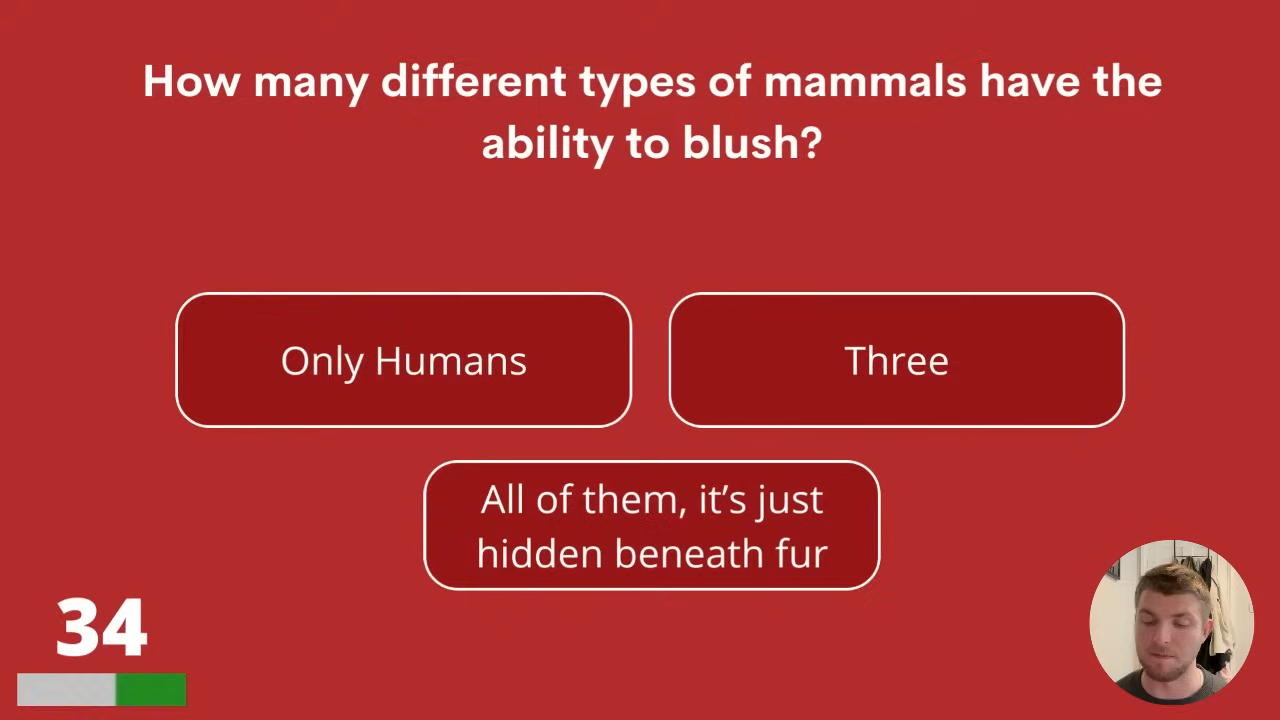 How many different types of mammals have the
ability to blush?
Only Humans
Three
All of them, it’s just
hidden beneath fur
34